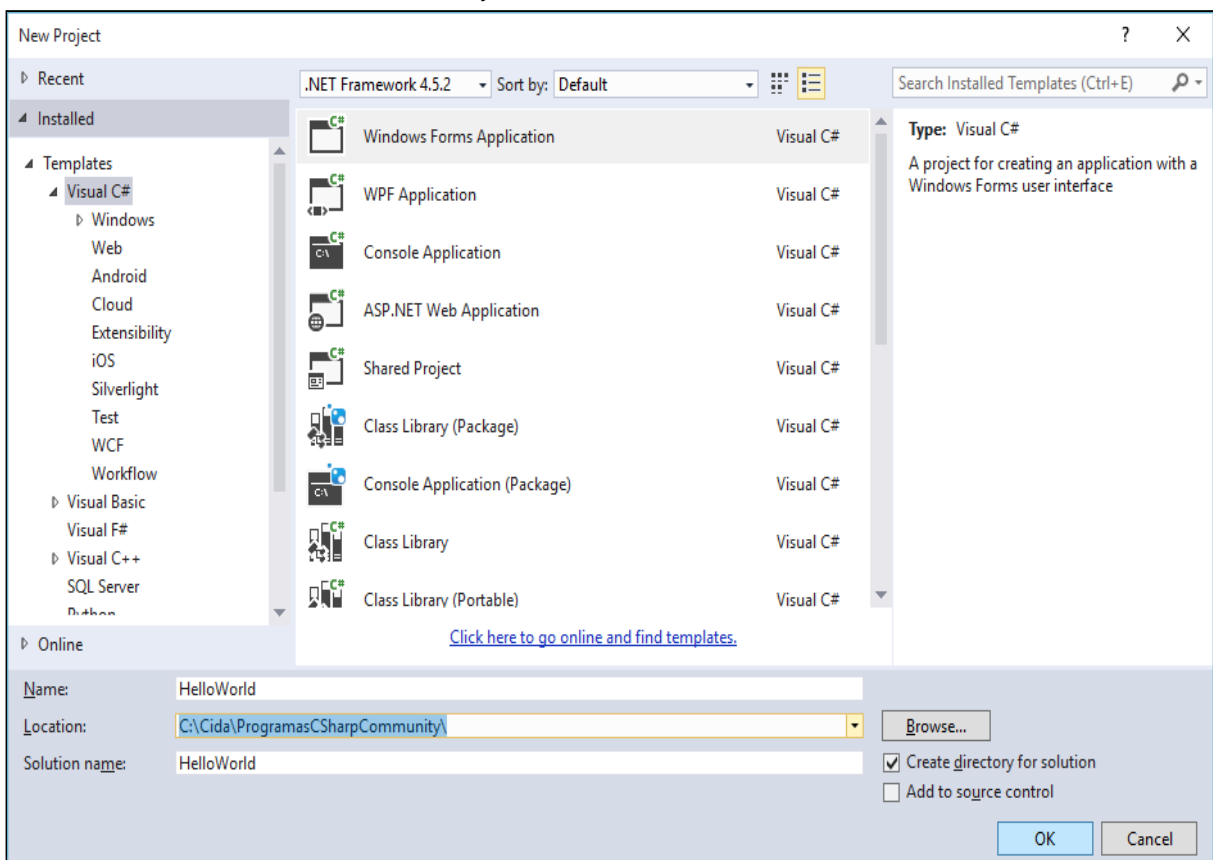 New Project
?
Recent
.NET Framework 4.5.2
Sort by: Default
Search Installed Templates (Ctrl+E)
Installed
Templates
Visual C#
Windows
Web
Android
Cloud
Extensibility
iOS
Silverlight
Test
WCF
Workflow
Visual Basic
Visual F#
Visual C++
SQL Server
Python
Online
Windows Forms Application Visual C#
WPF Application Visual C#
Console Application Visual C#
ASP.NET Web Application Visual C#
Shared Project Visual C#
Class Library (Package) Visual C#
Console Application (Package) Visual C#
Class Library Visual C#
Class Library (Portable) Visual C#
Click here to go online and find templates.
Type: Visual C#
A project for creating an application with a
Windows Forms user interface
Name: HelloWorld
Location: C:\Cida\ProgramasCSharpCommunity\
Browse...
Solution name: HelloWorld
Create directory for solution
Add to source control
OK
Cancel